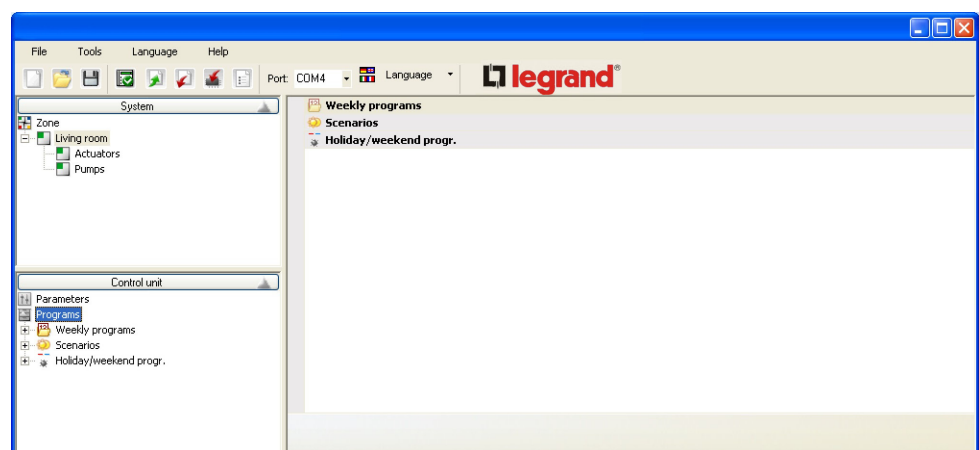 File Tools Language Help
Port: COM4 Language legrand®
System
Zone
Living room
Actuators
Pumps
Control unit
Parameters
Programs
Weekly programs
Scenarios
Holiday/weekend progr.
Weekly programs
Scenarios
Holiday/weekend progr.